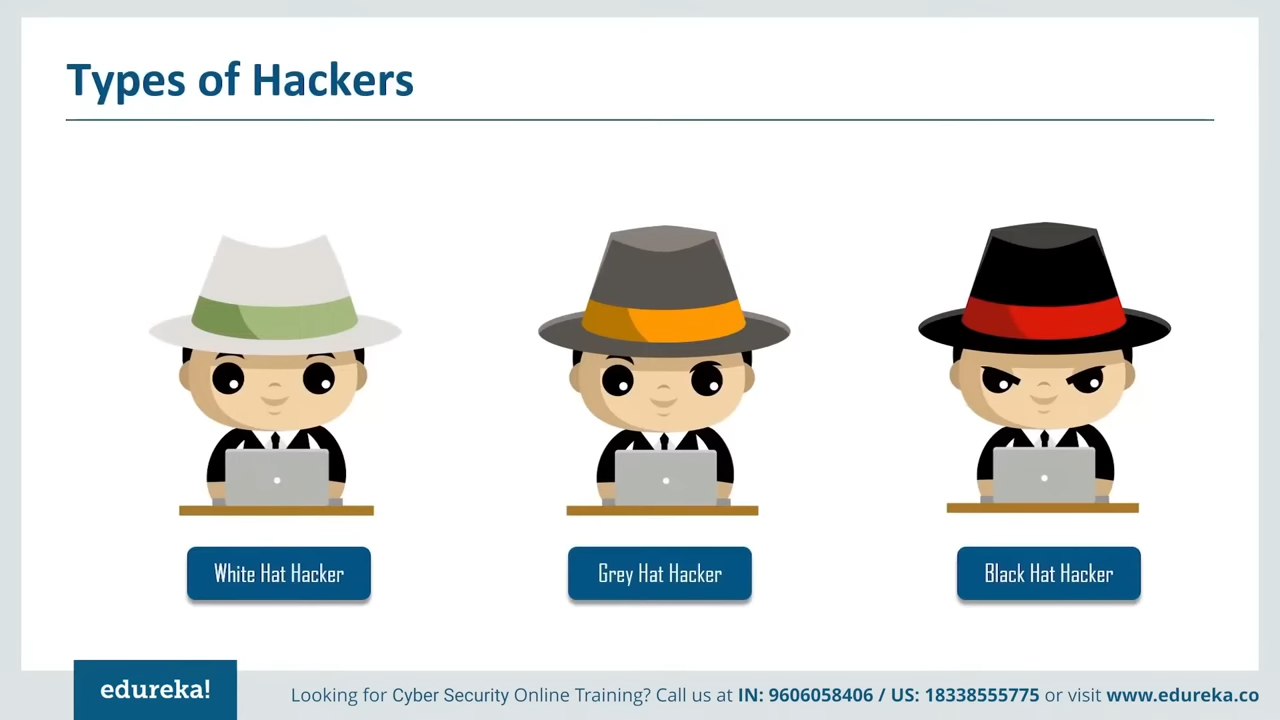 Types of Hackers
White Hat Hacker
Grey Hat Hacker
Black Hat Hacker
edureka!
Looking for Cyber Security Online Training? Call us at IN: 9606058406 / US: 18338555775 or visit www.edureka.co